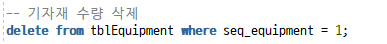 -- 기자재 수량 삭제
delete from tblEquipment where seq_equipment = 1;